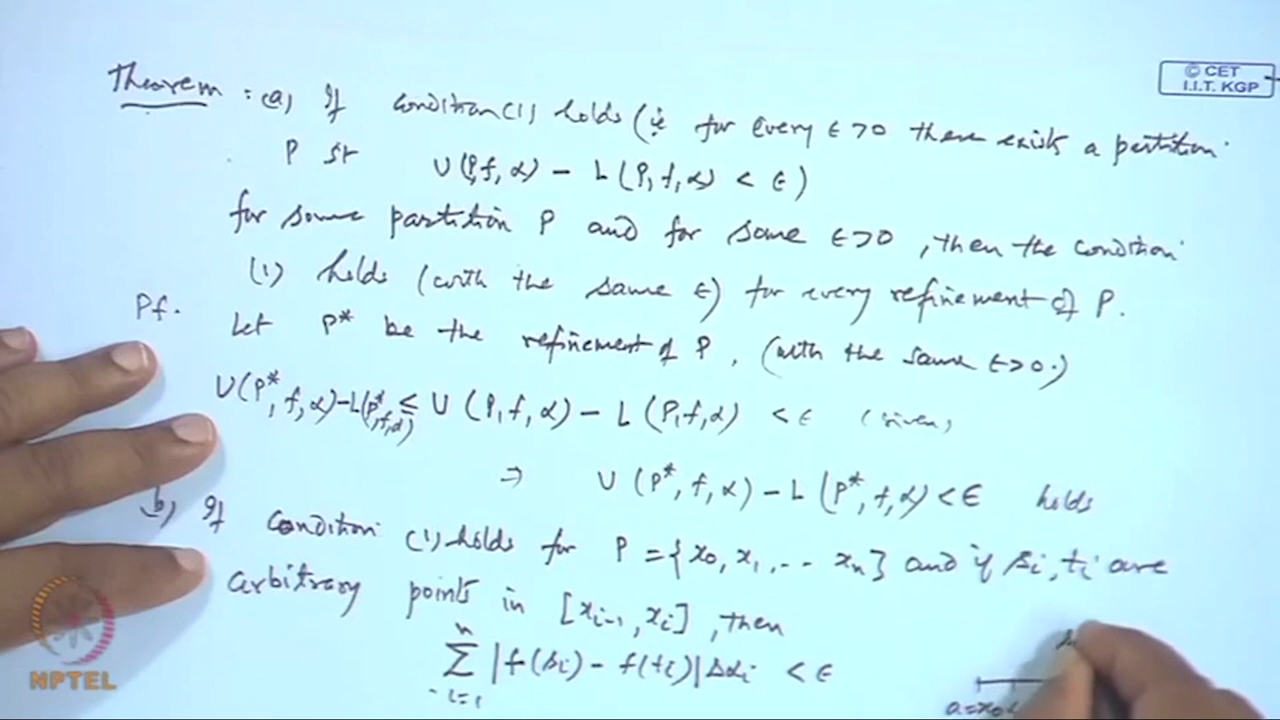 © CET
I.I.T. KGP
Theorem : (a) If condition (1) holds (ie for every ε > 0 there exists a partition
P st U(P,f,α) - L(P,f,α) < ε)
for some partition P and for some ε > 0, then the condition
(1) holds (with the same ε) for every refinement of P.
Pf. Let P* be the refinement of P, (with the same ε > 0.)
U(P*,f,α) - L(P*,f,α) ≤ U(P,f,α) - L(P,f,α) < ε (given)
⇒ U(P*,f,α) - L(P*,f,α) < ε holds
b) If Condition (1) holds for P = {x0, x1, ... xn} and if si, ti are
arbitrary points in [xi-1, xi], then
n
Σ |f(si) - f(ti)| Δαi < ε
i=1
a=x0
NPTEL